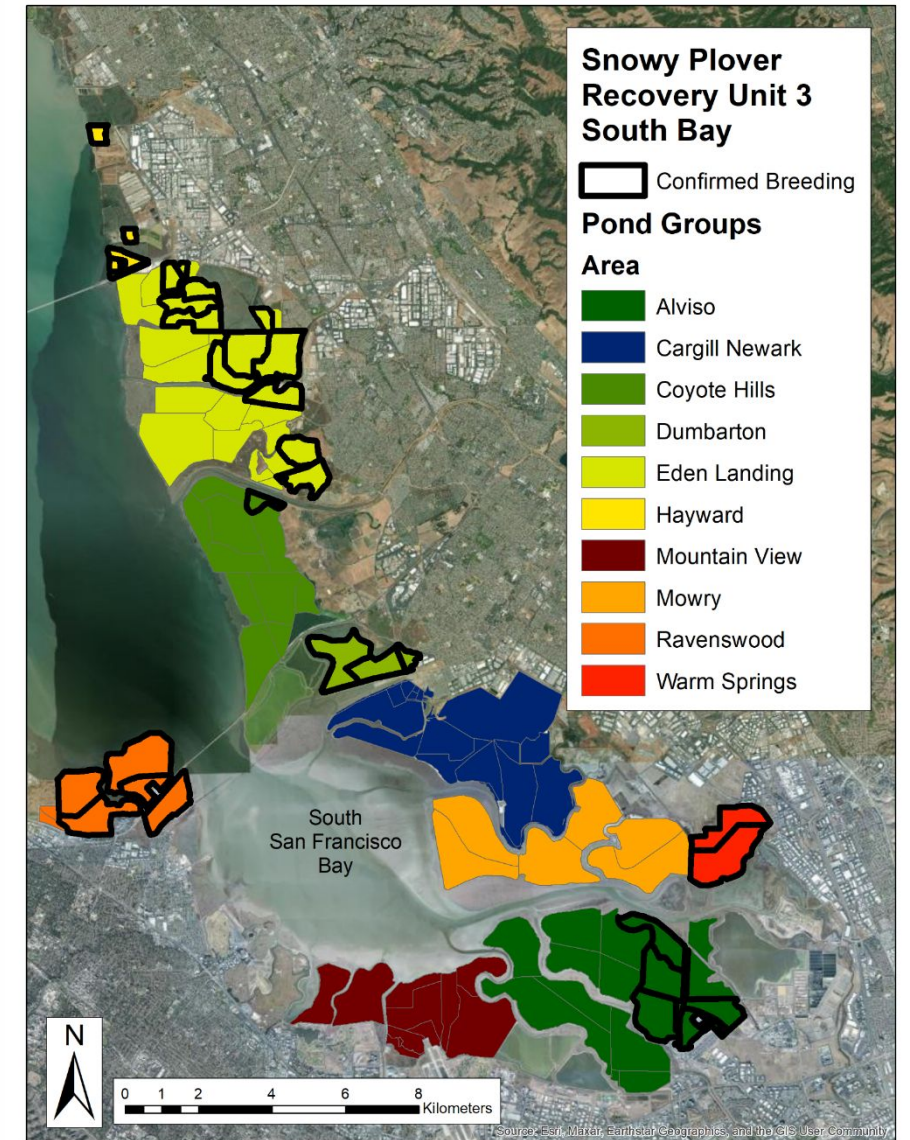 Snowy Plover
Recovery Unit 3
South Bay
Confirmed Breeding
Pond Groups
Area
Alviso
Cargill Newark
Coyote Hills
Dumbarton
Eden Landing
Hayward
Mountain View
Mowry
Ravenswood
Warm Springs
South
San Francisco
Bay
N
0 1 2 4 6 8
Kilometers
Source: Esri, Maxar, Earthstar Geographics, and the GIS User Community